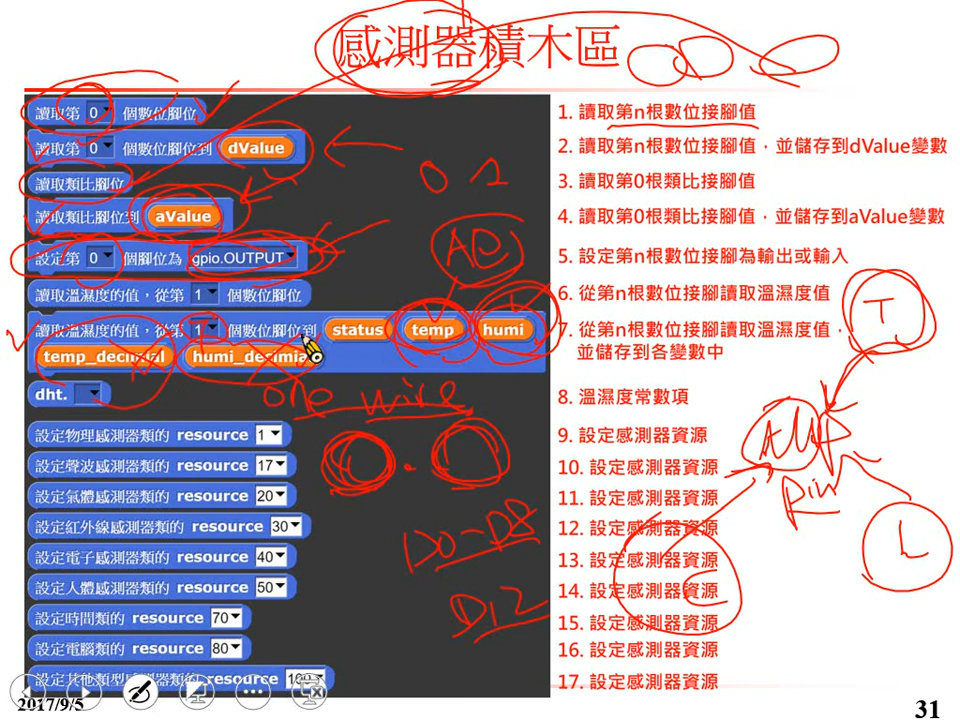 感測器積木區
讀取第 0 個數位腳位
讀取第 0 個數位腳位到 dValue
讀取類比腳位
讀取類比腳位到 aValue
設定第 0 個腳位為 gpio.OUTPUT
讀取溫濕度的值，從第 1 個數位腳位
讀取溫濕度的值，從第 1 個數位腳位到 status temp humi
temp_decimial humi_decimial
dht.
設定物理感測器類的 resource 1
設定聲波感測器類的 resource 17
設定氣體感測器類的 resource 20
設定紅外線感測器類的 resource 30
設定電子感測器類的 resource 40
設定人體感測器類的 resource 50
設定時間類的 resource 70
設定電腦類的 resource 80
設定其他類型感測器類的 resource 100
1. 讀取第n根數位接腳值
2. 讀取第n根數位接腳值，並儲存到dValue變數
3. 讀取第0根類比接腳值
4. 讀取第0根類比接腳值，並儲存到aValue變數
5. 設定第n根數位接腳為輸出或輸入
6. 從第n根數位接腳讀取溫濕度值
7. 從第n根數位接腳讀取溫濕度值，
並儲存到各變數中
8. 溫濕度常數項
9. 設定感測器資源
10. 設定感測器資源
11. 設定感測器資源
12. 設定感測器資源
13. 設定感測器資源
14. 設定感測器資源
15. 設定感測器資源
16. 設定感測器資源
17. 設定感測器資源
0 1
T
one wire
D0-D8
D12
pin
L
C
2017/9/5
31